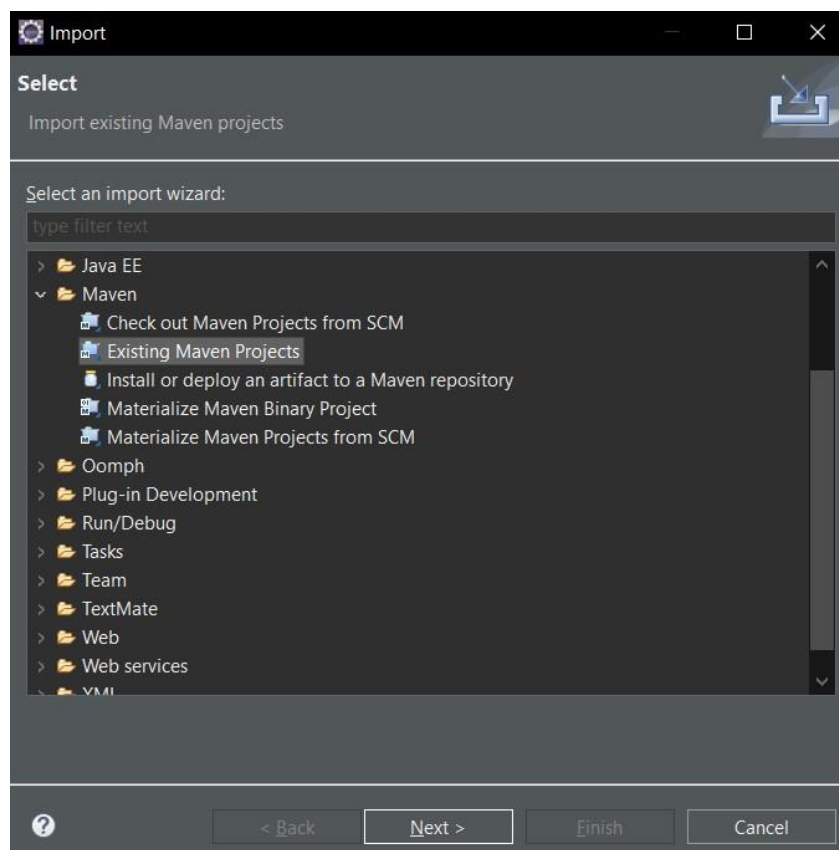 Import
Select
Import existing Maven projects
Select an import wizard:
type filter text
Java EE
Maven
Check out Maven Projects from SCM
Existing Maven Projects
Install or deploy an artifact to a Maven repository
Materialize Maven Binary Project
Materialize Maven Projects from SCM
Oomph
Plug-in Development
Run/Debug
Tasks
Team
TextMate
Web
Web services
XML
< Back Next > Finish Cancel